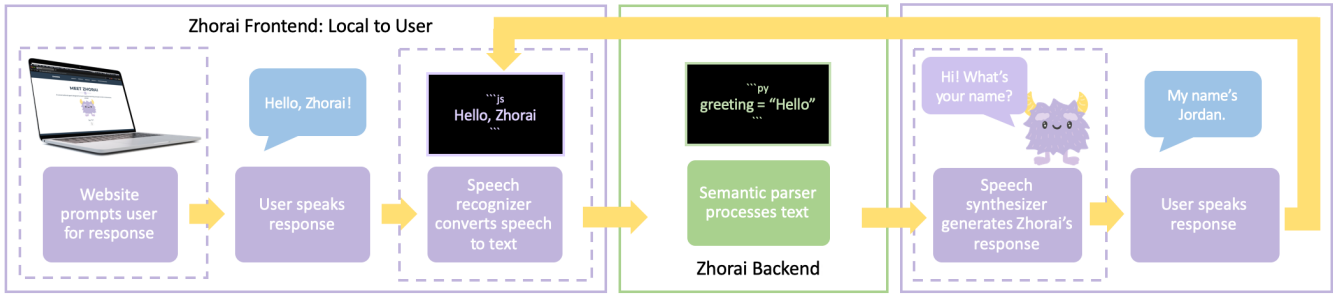 Zhorai Frontend: Local to User
MEET ZHORAI
Website
prompts user
for response
Hello, Zhorai!
User speaks
response
```js
Hello, Zhorai
```
Speech
recognizer
converts speech
to text
```py
greeting = “Hello”
```
Semantic parser
processes text
Zhorai Backend
Hi! What’s
your name?
Speech
synthesizer
generates Zhorai’s
response
My name’s
Jordan.
User speaks
response